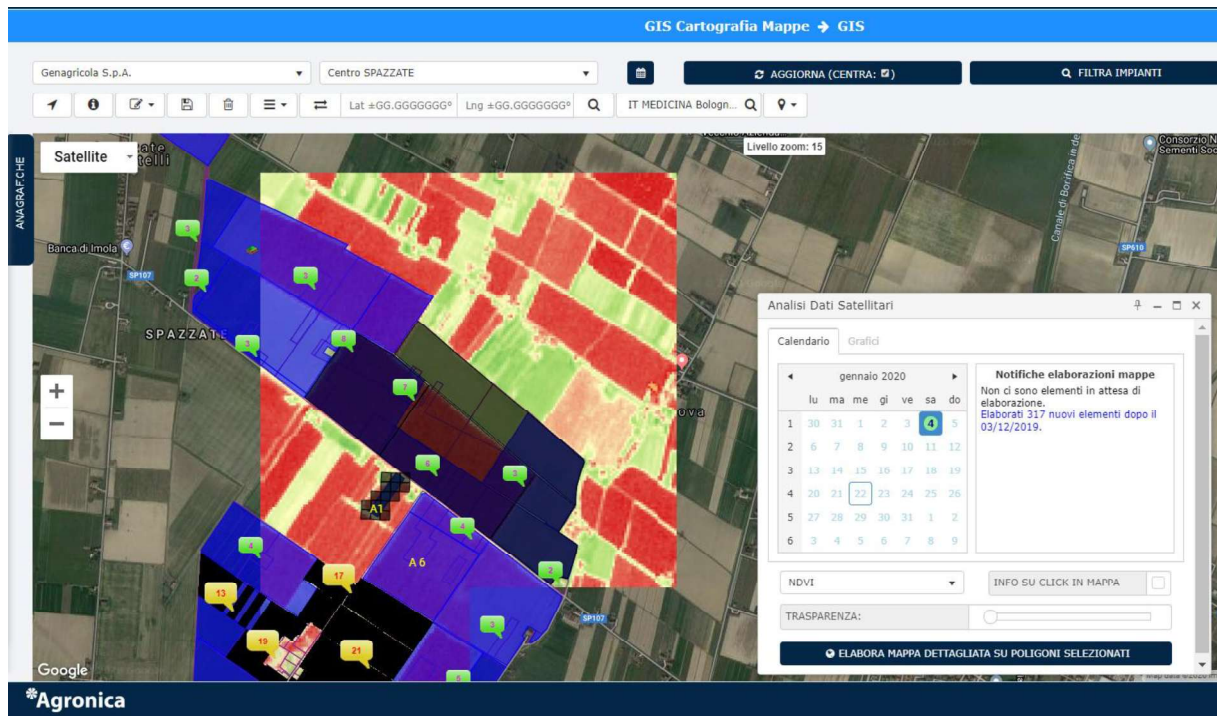 GIS Cartografia Mappe → GIS
Genagricola S.p.A.
Centro SPAZZATE
AGGIORNA (CENTRA: )
FILTRA IMPIANTI
Lat ±GG.GGGGGGGº
Lng ±GG.GGGGGGGº
IT MEDICINA Bologn...
Livello zoom: 15
ANAGRAFICHE
Satellite
Consorzio N
Sementi Soc
Canale di Bonifica in de
Banca di Imola
SP107
SP610
SPAZZATE
3
2
3
3
8
7
6
3
A1
4
4
A 6
2
17
13
3
SP107
19
21
+
−
Google
Analisi Dati Satellitari
Calendario
Grafici
gennaio 2020
lu ma me gi ve sa do
1 30 31 1 2 3 4 5
2 6 7 8 9 10 11 12
3 13 14 15 16 17 18 19
4 20 21 22 23 24 25 26
5 27 28 29 30 31 1 2
6 3 4 5 6 7 8 9
Notifiche elaborazioni mappe
Non ci sono elementi in attesa di
elaborazione.
Elaborati 317 nuovi elementi dopo il
03/12/2019.
NDVI
INFO SU CLICK IN MAPPA
TRASPARENZA:
ELABORA MAPPA DETTAGLIATA SU POLIGONI SELEZIONATI
*Agronica